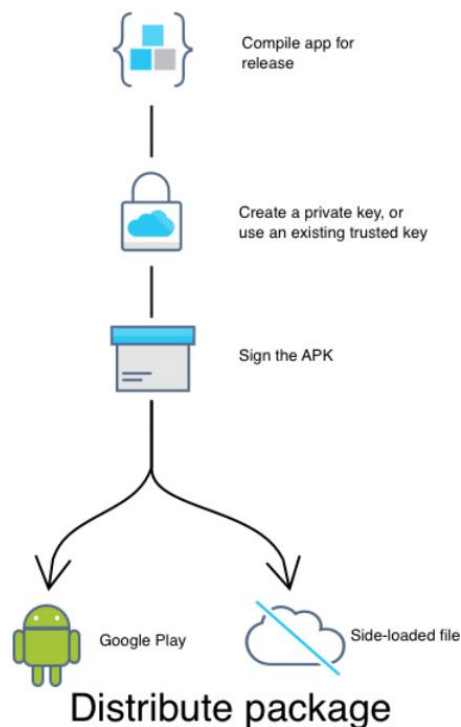 Compile app for
release
Create a private key, or
use an existing trusted key
Sign the APK
Google Play
Side-loaded file
Distribute package